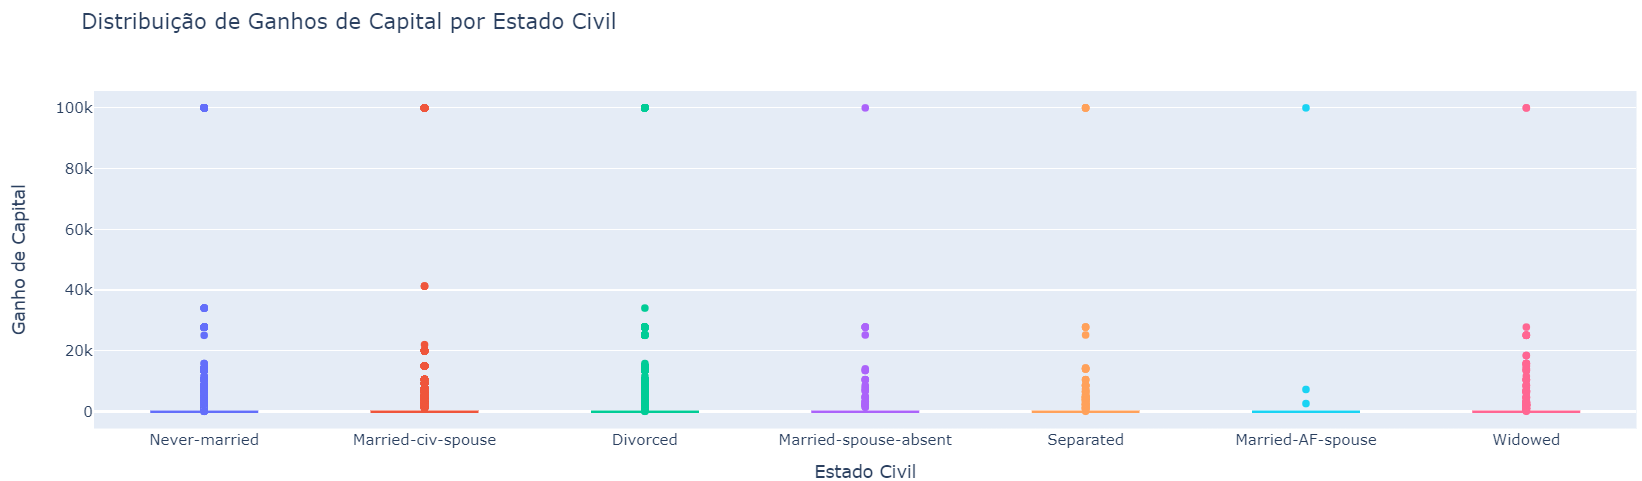 Distribuição de Ganhos de Capital por Estado Civil
Ganho de Capital
100k
80k
60k
40k
20k
0
Never-married Married-civ-spouse Divorced Married-spouse-absent Separated Married-AF-spouse Widowed
Estado Civil